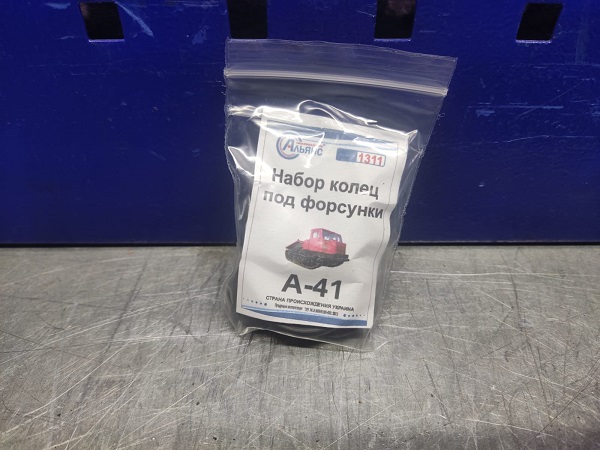 Альянс
1311
Набор колец
под форсунки
А-41
СТРАНА ПРОИСХОЖДЕНИЯ УКРАИНА